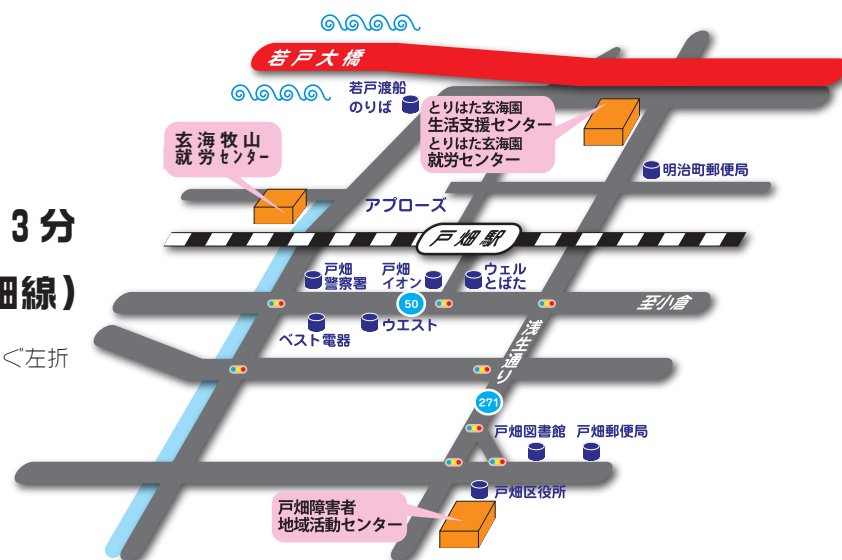 若戸大橋
若戸渡船
のりば
とりはた玄海園
生活支援センター
とりはた玄海園
就労センター
玄海牧山
就労センター
明治町郵便局
アプローズ
3分
戸畑駅
戸畑
警察署
戸畑
イオン
ウェル
とばた
畑線）
50
至小倉
ベスト電器
ウエスト
浅生通り
ぐ左折
271
戸畑図書館
戸畑郵便局
戸畑区役所
戸畑障害者
地域活動センター